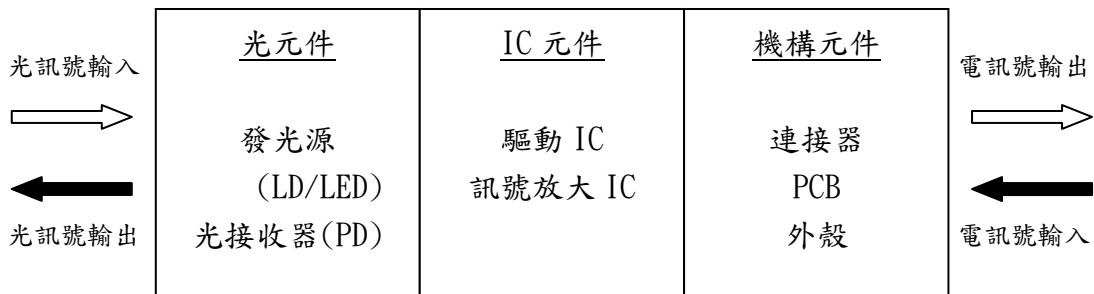 光訊號輸入
光訊號輸出
光元件
發光源
(LD/LED)
光接收器(PD)
IC 元件
驅動 IC
訊號放大 IC
機構元件
連接器
PCB
外殼
電訊號輸出
電訊號輸入